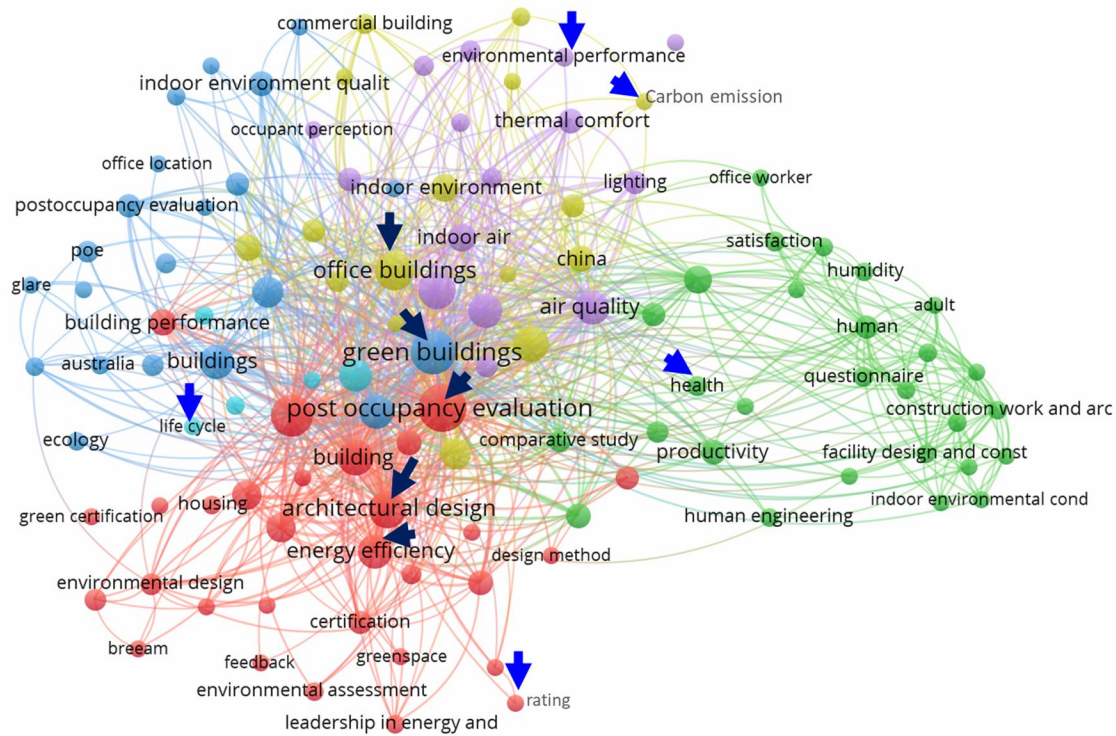 commercial building
environmental performance
indoor environment qualit
Carbon emission
occupant perception
thermal comfort
office location
indoor environment
lighting
office worker
postoccupancy evaluation
indoor air
satisfaction
poe
office buildings
china
humidity
glare
air quality
adult
building performance
human
australia
buildings
green buildings
health
questionnaire
life cycle
post occupancy evaluation
construction work and arc
ecology
comparative study
productivity
facility design and const
building
housing
architectural design
indoor environmental cond
green certification
human engineering
energy efficiency
design method
environmental design
certification
breeam
feedback
greenspace
environmental assessment
rating
leadership in energy and